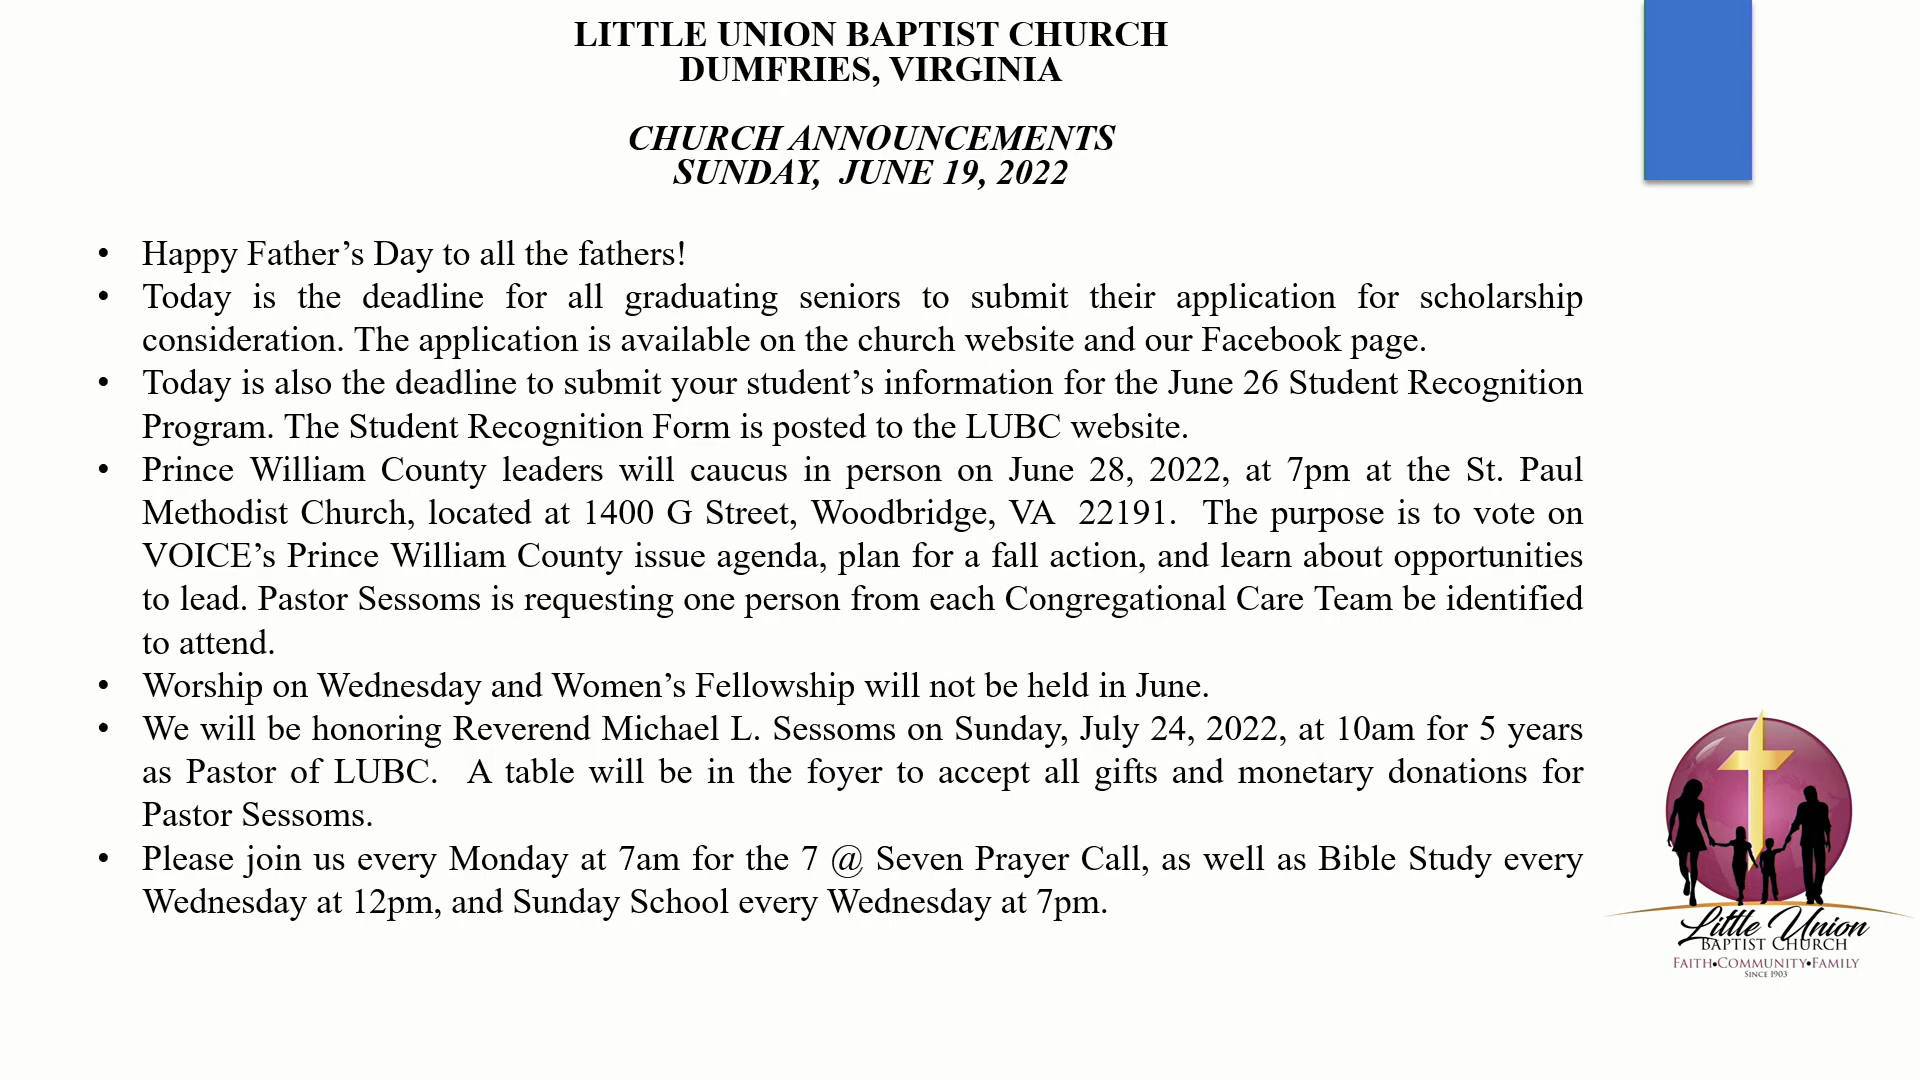 LITTLE UNION BAPTIST CHURCH
DUMFRIES, VIRGINIA
CHURCH ANNOUNCEMENTS
SUNDAY,  JUNE 19, 2022
• Happy Father’s Day to all the fathers!
• Today is the deadline for all graduating seniors to submit their application for scholarship
consideration. The application is available on the church website and our Facebook page.
• Today is also the deadline to submit your student’s information for the June 26 Student Recognition
Program. The Student Recognition Form is posted to the LUBC website.
• Prince William County leaders will caucus in person on June 28, 2022, at 7pm at the St. Paul
Methodist Church, located at 1400 G Street, Woodbridge, VA  22191.  The purpose is to vote on
VOICE’s Prince William County issue agenda, plan for a fall action, and learn about opportunities
to lead. Pastor Sessoms is requesting one person from each Congregational Care Team be identified
to attend.
• Worship on Wednesday and Women’s Fellowship will not be held in June.
• We will be honoring Reverend Michael L. Sessoms on Sunday, July 24, 2022, at 10am for 5 years
as Pastor of LUBC.  A table will be in the foyer to accept all gifts and monetary donations for
Pastor Sessoms.
• Please join us every Monday at 7am for the 7 @ Seven Prayer Call, as well as Bible Study every
Wednesday at 12pm, and Sunday School every Wednesday at 7pm.
Little Union
BAPTIST CHURCH
FAITH•COMMUNITY•FAMILY
SINCE 1903